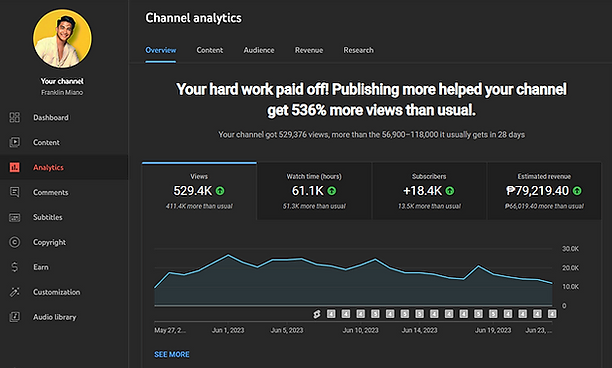 Channel analytics
Overview
Content
Audience
Revenue
Research
Your channel
Franklin Miano
Dashboard
Content
Analytics
Comments
Subtitles
Copyright
Earn
Customization
Audio library
Your hard work paid off! Publishing more helped your channel
get 536% more views than usual.
Your channel got 529,376 views, more than the 56,900–118,000 it usually gets in 28 days
Views
529.4K
411.4K more than usual
Watch time (hours)
61.1K
51.3K more than usual
Subscribers
+18.4K
13.5K more than usual
Estimated revenue
₱79,219.40
₱66,019.40 more than usual
30.0K
20.0K
10.0K
0
May 27, 2...
Jun 1, 2023
Jun 5, 2023
Jun 10, 2023
Jun 14, 2023
Jun 19, 2023
Jun 23, ...
SEE MORE